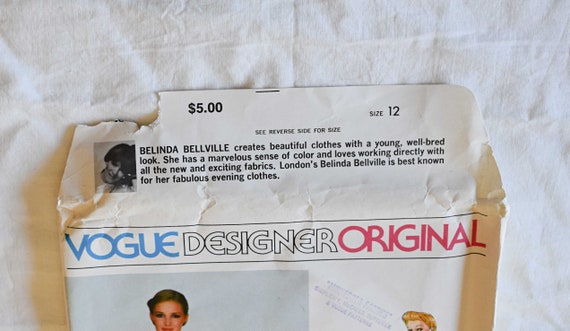 $5.00 SIZE 12
SEE REVERSE SIDE FOR SIZE
BELINDA BELLVILLE creates beautiful clothes with a young, well-bred
look. She has a marvelous sense of color and loves working directly with
all the new and exciting fabrics. London's Belinda Bellville is best known
for her fabulous evening clothes.
VOGUE DESIGNER ORIGINAL